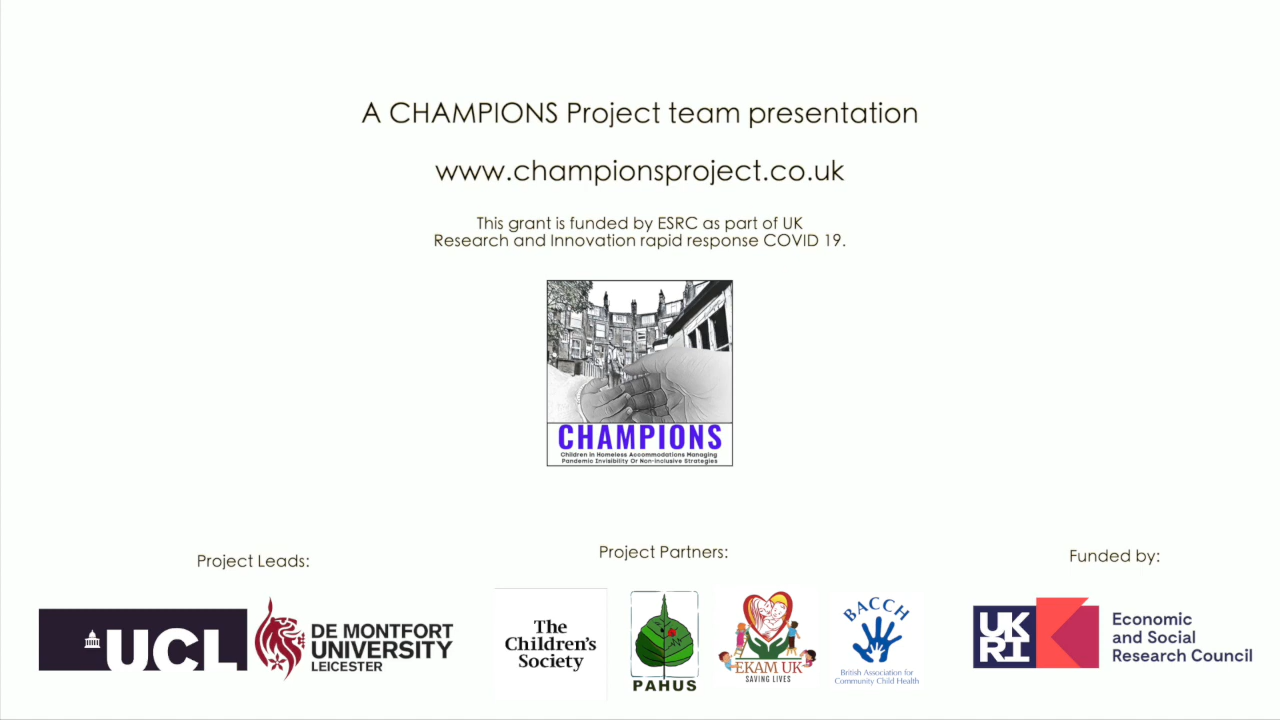 A CHAMPIONS Project team presentation
www.championsproject.co.uk
This grant is funded by ESRC as part of UK
Research and Innovation rapid response COVID 19.
CHAMPIONS
Children in Homeless Accommodations Managing
Pandemic Invisibility Or Non-inclusive Strategies
Project Leads:
UCL
DE MONTFORT
UNIVERSITY
LEICESTER
Project Partners:
The
Children's
Society
PAHUS
EKAM UK
SAVING LIVES
BACCH
British Association for
Community Child Health
Funded by:
UK
RI
Economic
and Social
Research Council